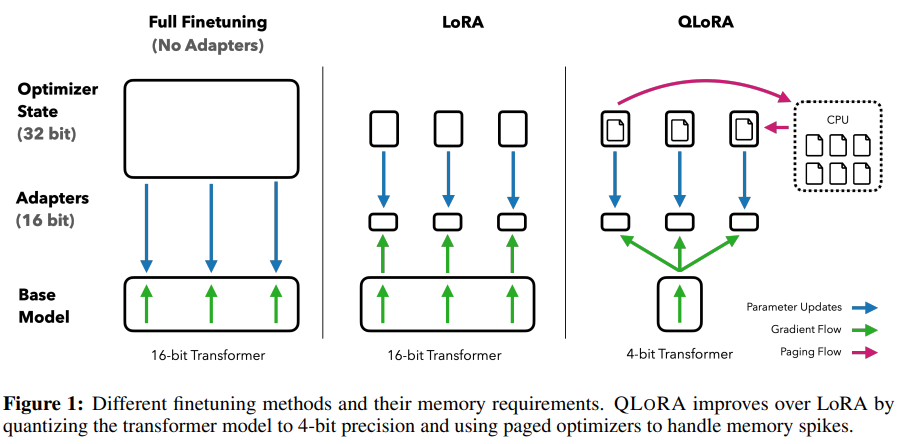 Full Finetuning
(No Adapters)
LoRA
QLoRA
Optimizer
State
(32 bit)
CPU
Adapters
(16 bit)
Base
Model
Parameter Updates
Gradient Flow
Paging Flow
16-bit Transformer
16-bit Transformer
4-bit Transformer
Figure 1: Different finetuning methods and their memory requirements. QLORA improves over LoRA by
quantizing the transformer model to 4-bit precision and using paged optimizers to handle memory spikes.